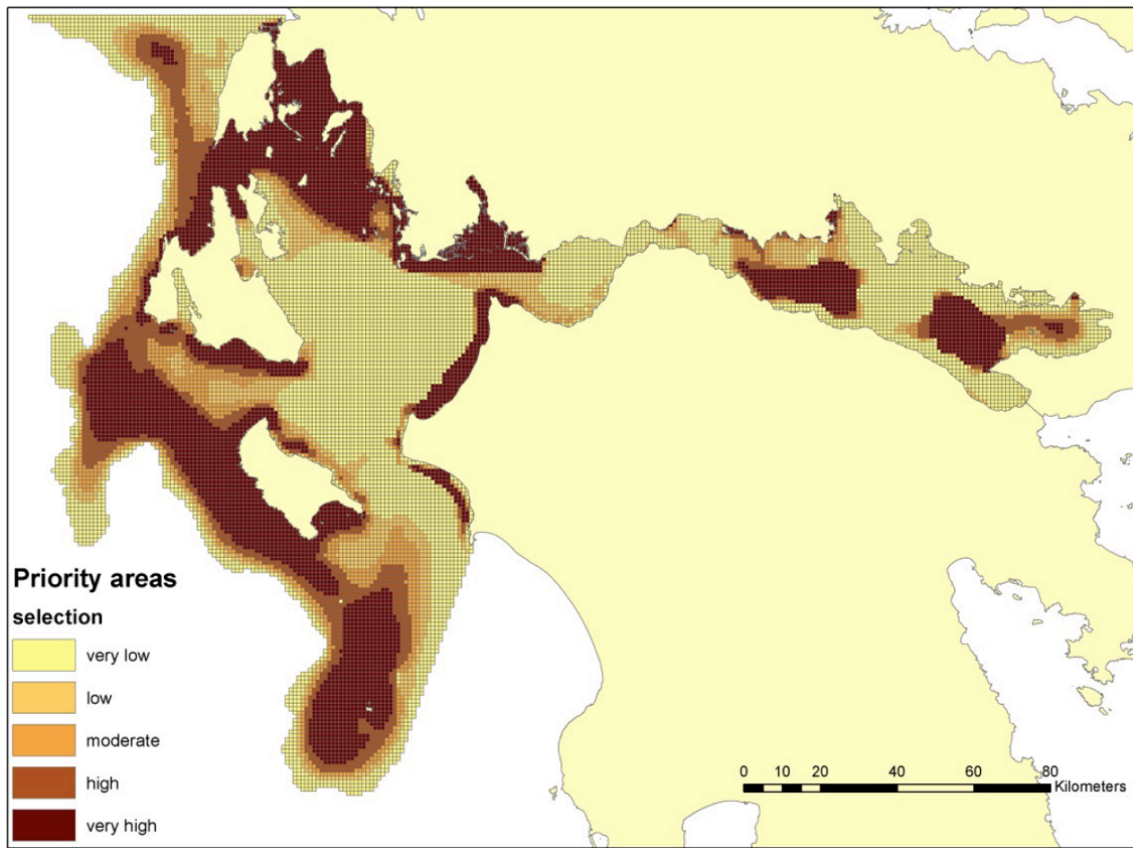 Priority areas
selection
very low
low
moderate
high
very high
0 10 20 40 60 80
Kilometers